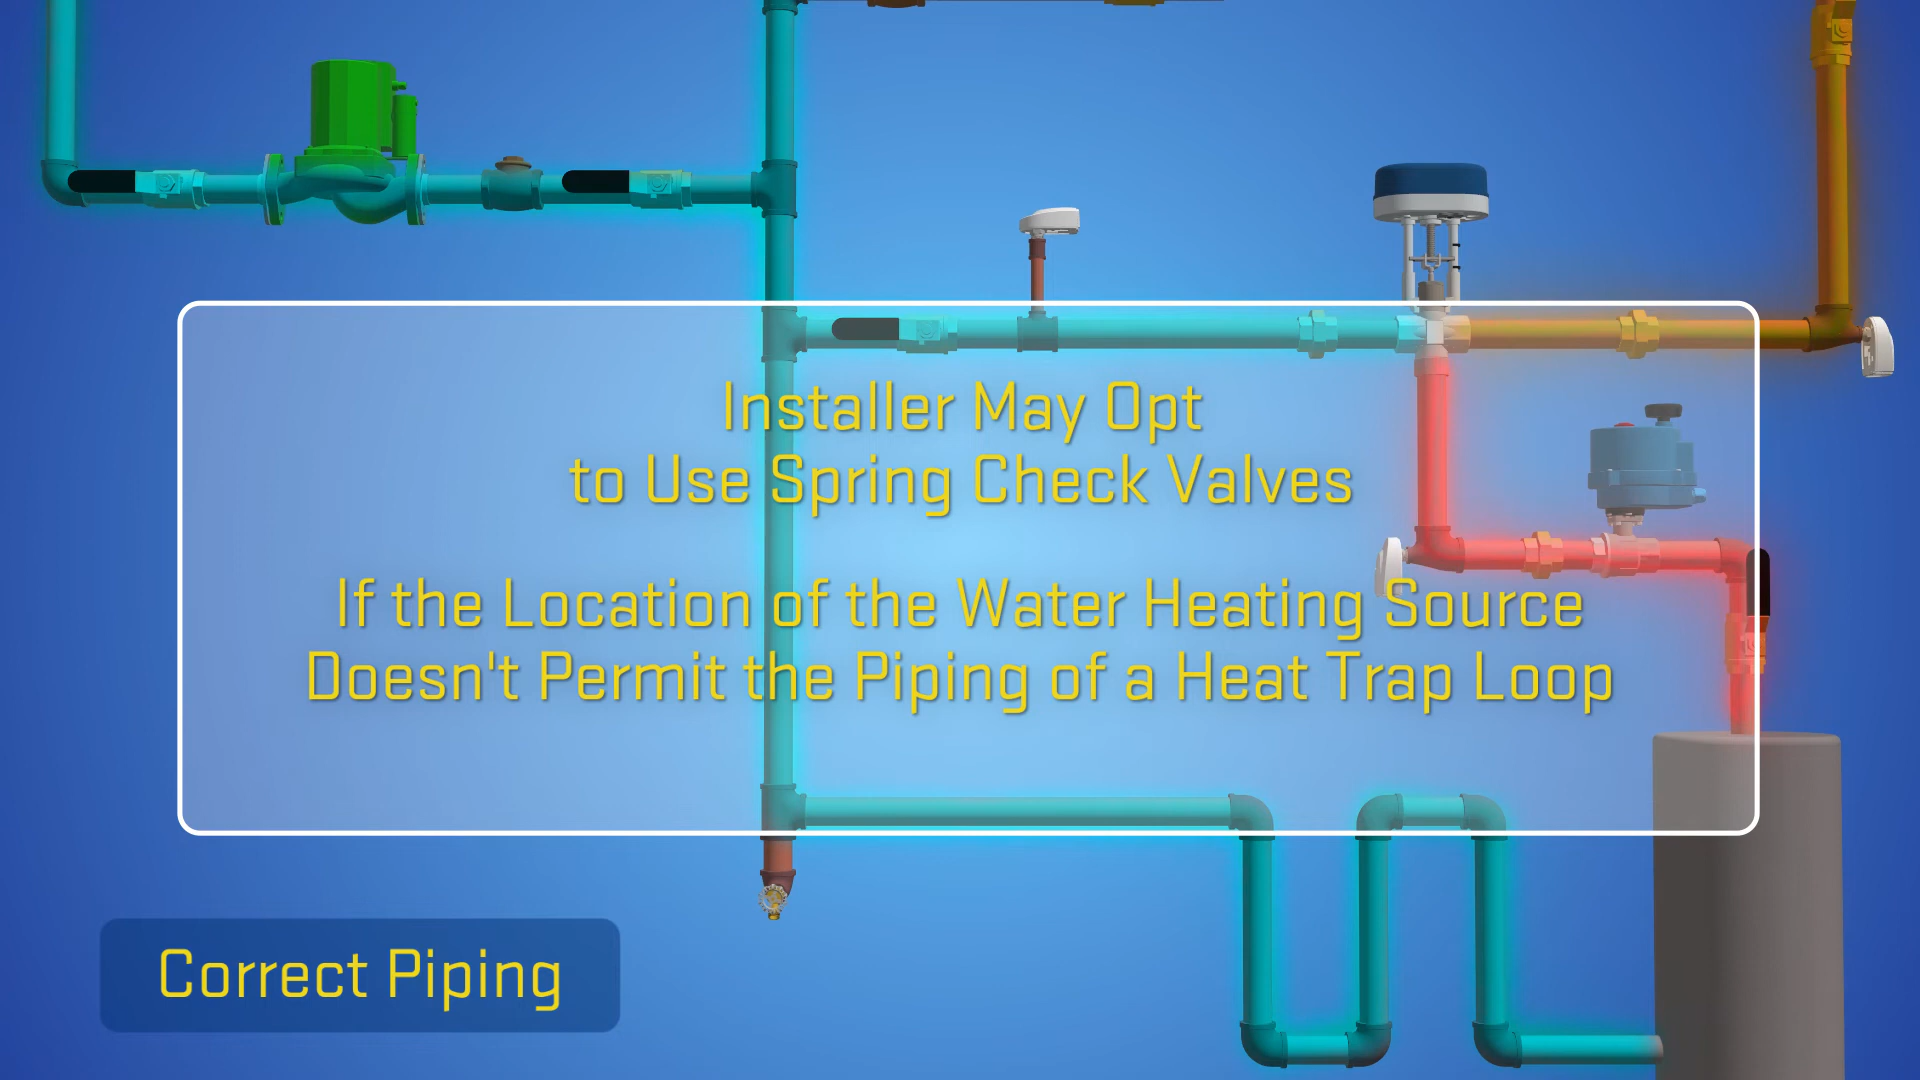 Installer May Opt
to Use Spring Check Valves
If the Location of the Water Heating Source
Doesn't Permit the Piping of a Heat Trap Loop
Correct Piping